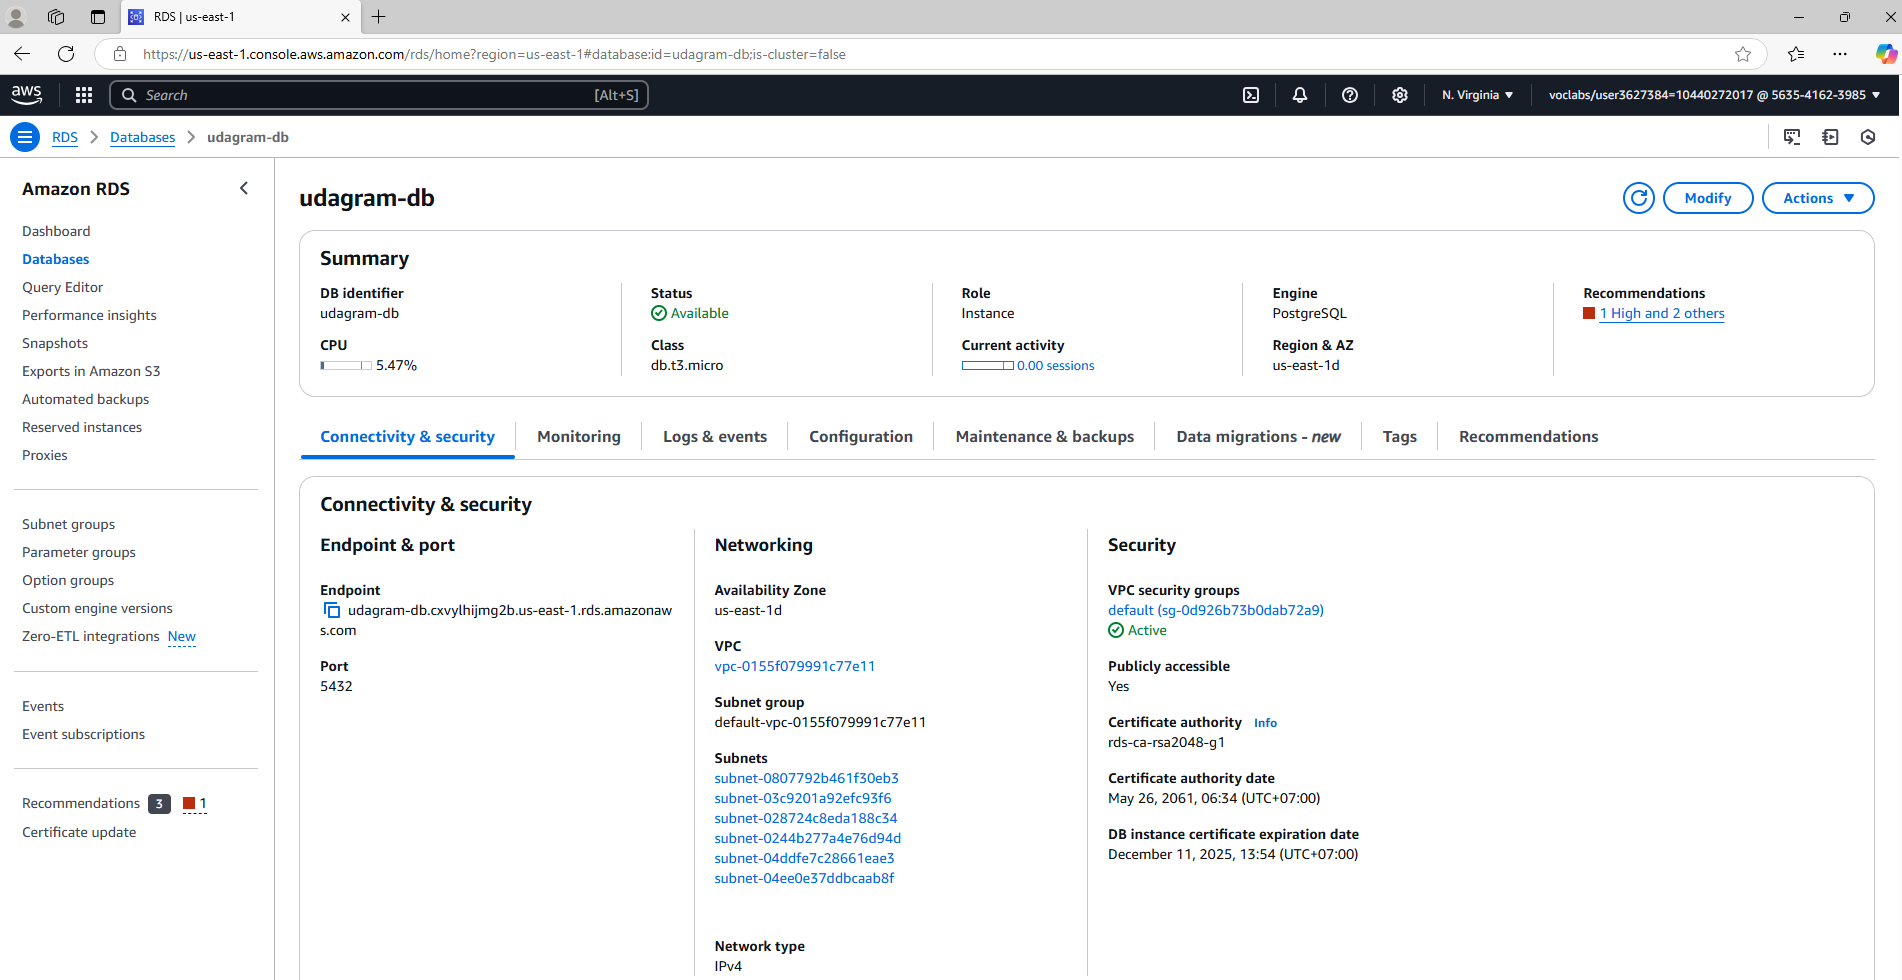 RDS | us-east-1
https://us-east-1.console.aws.amazon.com/rds/home?region=us-east-1#database:id=udagram-db;is-cluster=false
aws
Search
[Alt+S]
N. Virginia
voclabs/user3627384=10440272017 @ 5635-4162-3985
RDS
Databases
udagram-db
Amazon RDS
Dashboard
Databases
Query Editor
Performance insights
Snapshots
Exports in Amazon S3
Automated backups
Reserved instances
Proxies
Subnet groups
Parameter groups
Option groups
Custom engine versions
Zero-ETL integrations New
Events
Event subscriptions
Recommendations 3 1
Certificate update
udagram-db
Modify
Actions
Summary
DB identifier
udagram-db
CPU
5.47%
Status
Available
Class
db.t3.micro
Role
Instance
Current activity
0.00 sessions
Engine
PostgreSQL
Region & AZ
us-east-1d
Recommendations
1 High and 2 others
Connectivity & security
Monitoring
Logs & events
Configuration
Maintenance & backups
Data migrations - new
Tags
Recommendations
Connectivity & security
Endpoint & port
Endpoint
udagram-db.cxvylhijmg2b.us-east-1.rds.amazonaw
s.com
Port
5432
Networking
Availability Zone
us-east-1d
VPC
vpc-0155f079991c77e11
Subnet group
default-vpc-0155f079991c77e11
Subnets
subnet-0807792b461f30eb3
subnet-03c9201a92efc93f6
subnet-028724c8eda188c34
subnet-0244b277a4e76d94d
subnet-04ddfe7c28661eae3
subnet-04ee0e37ddbcaab8f
Network type
IPv4
Security
VPC security groups
default (sg-0d926b73b0dab72a9)
Active
Publicly accessible
Yes
Certificate authority Info
rds-ca-rsa2048-g1
Certificate authority date
May 26, 2061, 06:34 (UTC+07:00)
DB instance certificate expiration date
December 11, 2025, 13:54 (UTC+07:00)